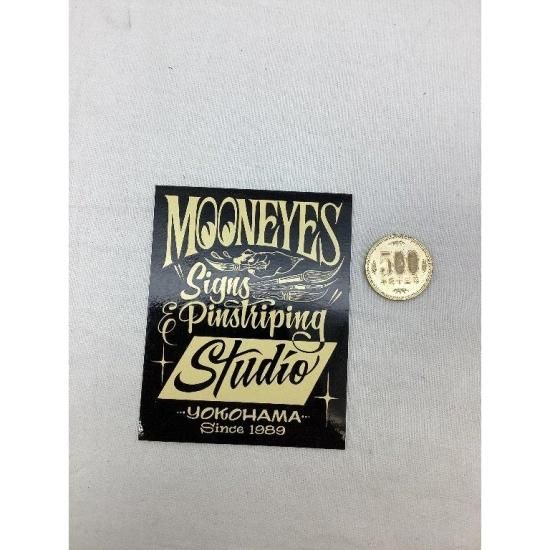 MOONEYES
Signs
& Pinstriping
Studio
YOKOHAMA
Since 1989
500